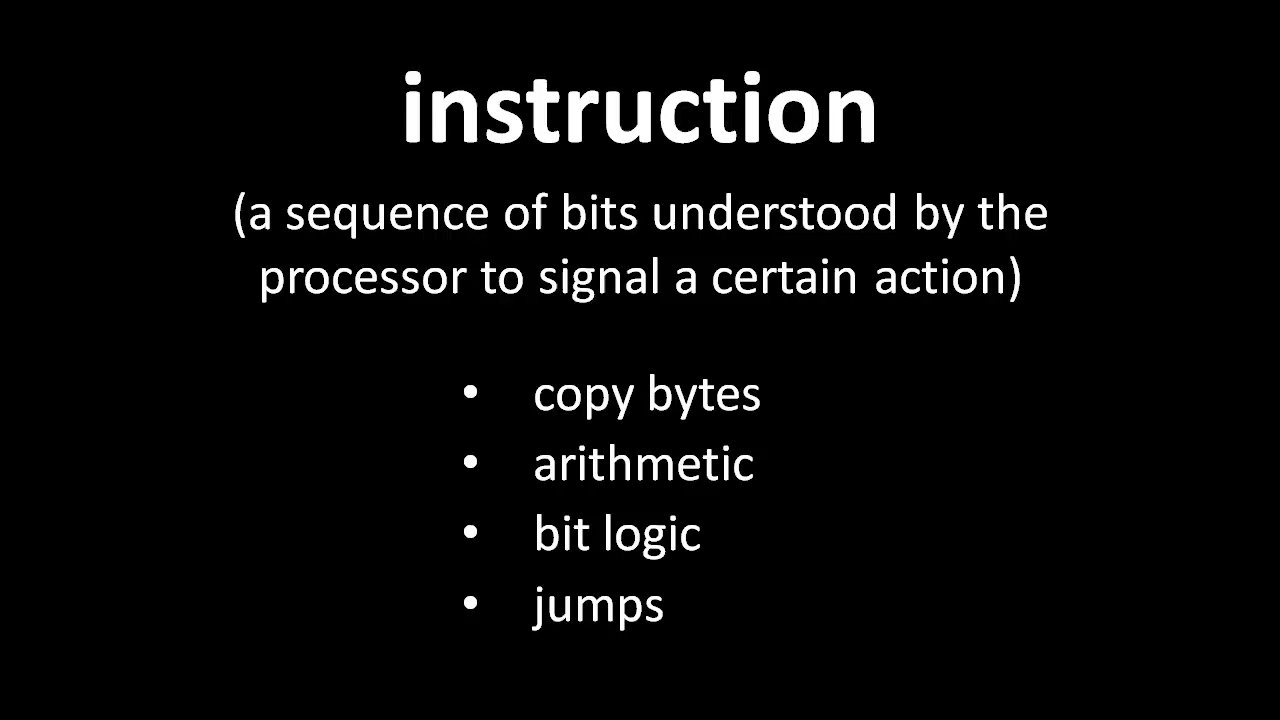 instruction
(a sequence of bits understood by the
processor to signal a certain action)
• copy bytes
• arithmetic
• bit logic
• jumps